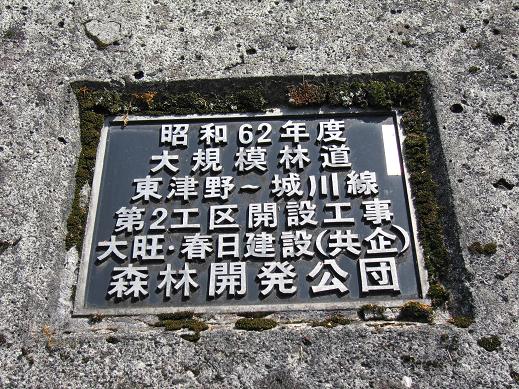 昭和62年度
大規模林道
東津野～城川線
第2工区開設工事
大旺・春日建設(共企)
森林開発公団